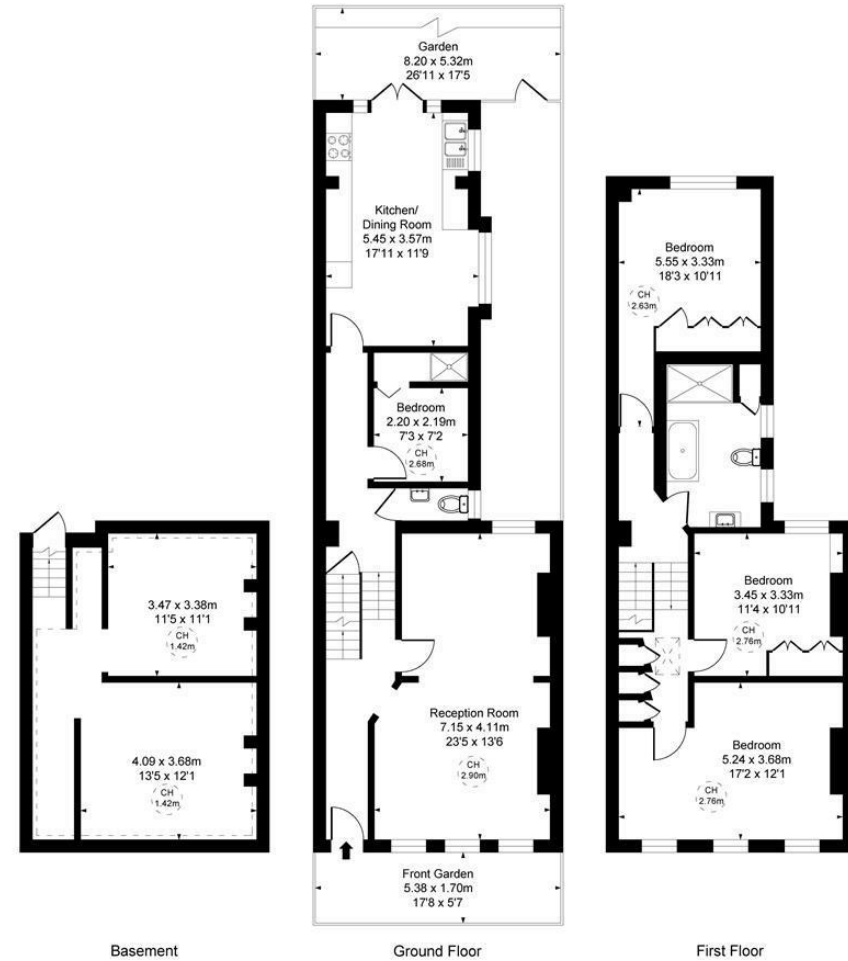 Garden
8.20 x 5.32m
26'11 x 17'5
Kitchen/
Dining Room
5.45 x 3.57m
17'11 x 11'9
Bedroom
2.20 x 2.19m
7'3 x 7'2
CH
2.68m
Reception Room
7.15 x 4.11m
23'5 x 13'6
CH
2.90m
Front Garden
5.38 x 1.70m
17'8 x 5'7
3.47 x 3.38m
11'5 x 11'1
CH
1.42m
4.09 x 3.68m
13'5 x 12'1
CH
1.42m
Bedroom
5.55 x 3.33m
18'3 x 10'11
CH
2.63m
Bedroom
3.45 x 3.33m
11'4 x 10'11
CH
2.76m
Bedroom
5.24 x 3.68m
17'2 x 12'1
CH
2.76m
Basement
Ground Floor
First Floor